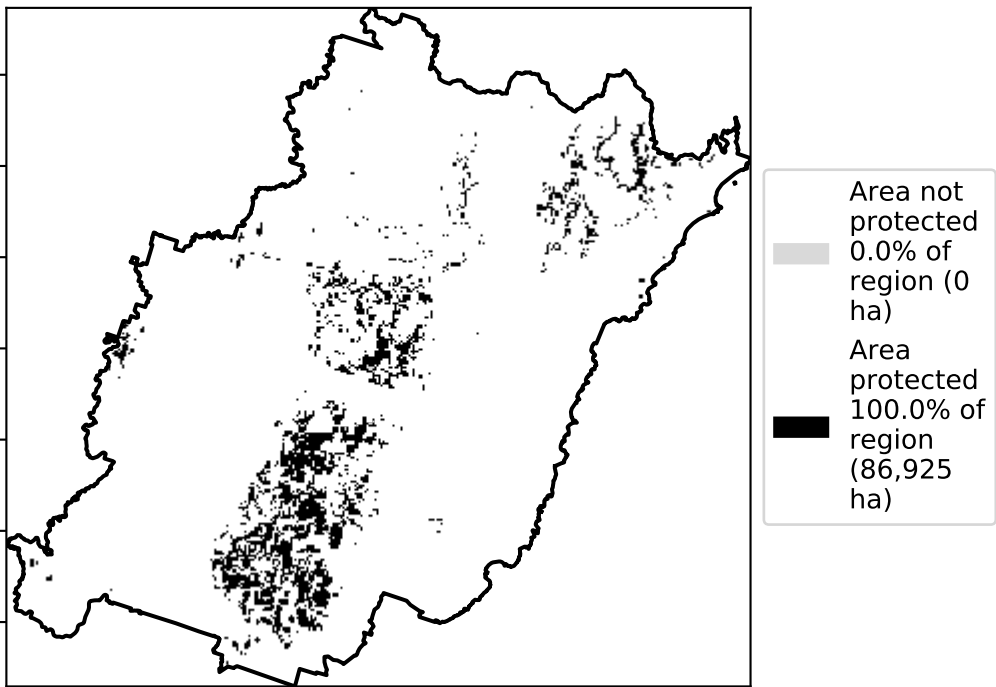 Area not
protected
0.0% of
region (0
ha)
Area
protected
100.0% of
region
(86,925
ha)